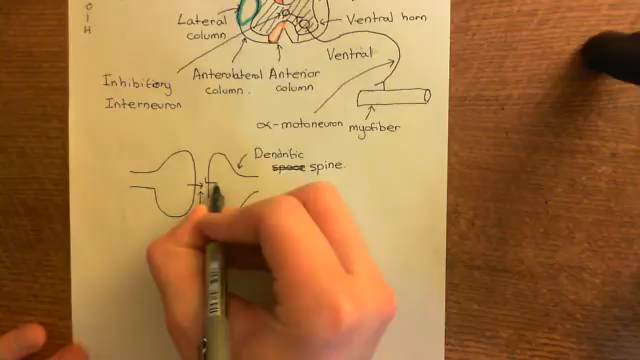 O
I
H
Lateral
column
Ventral horn
Ventral
Inhibitory
Interneuron
Anterolateral
column.
Anterior
column
α-motoneuron
myofiber
Dendritic
space spine.